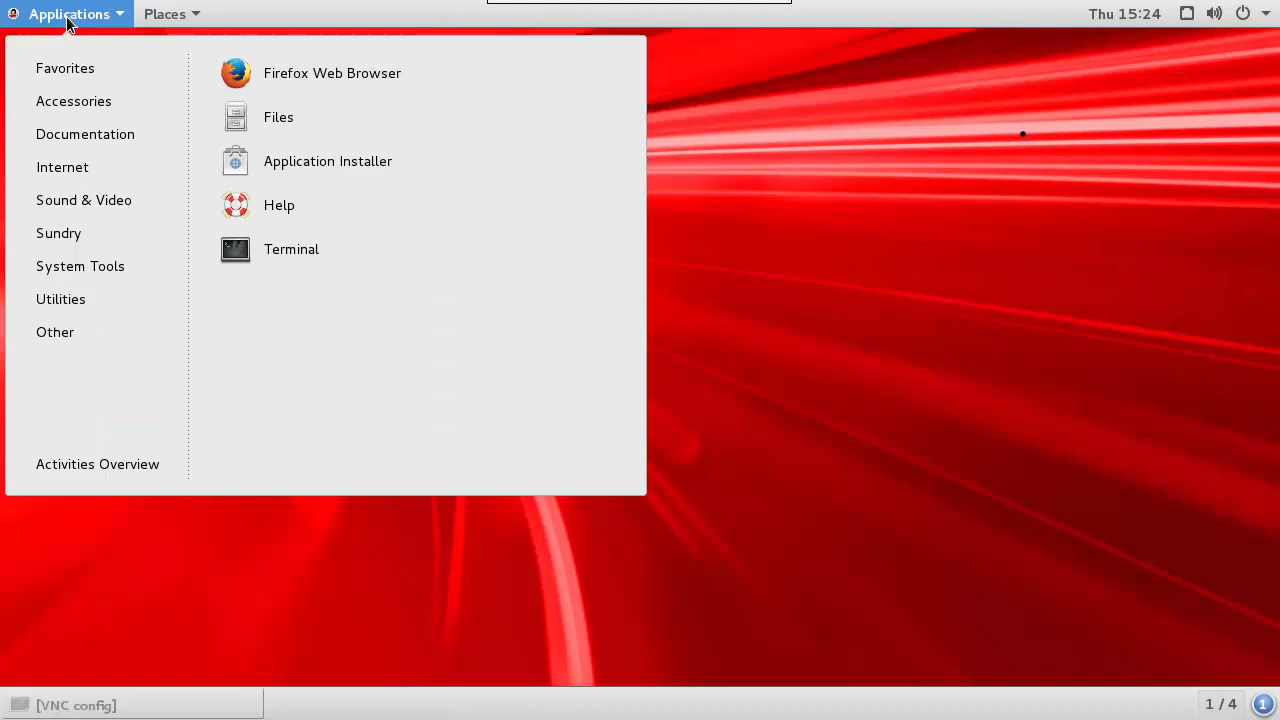 Applications Places Thu 15:24
Favorites
Accessories
Documentation
Internet
Sound & Video
Sundry
System Tools
Utilities
Other
Activities Overview
Firefox Web Browser
Files
Application Installer
Help
Terminal
[VNC config] 1 / 4 1